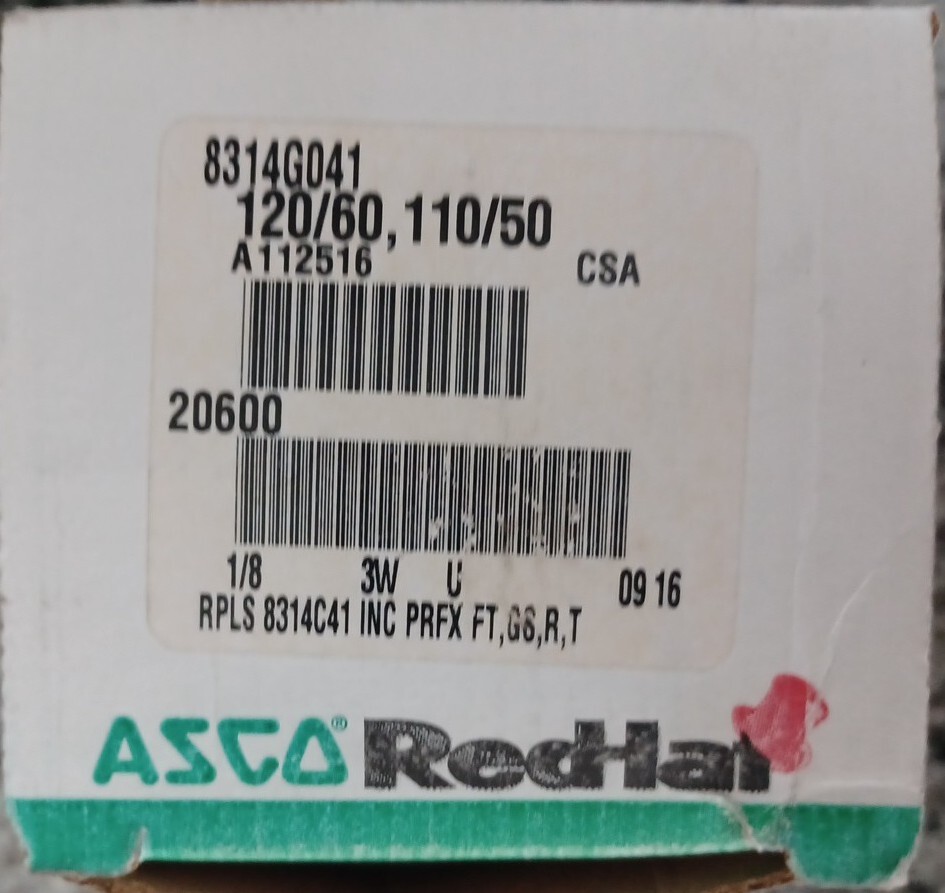 8314G041
120/60,110/50
A112516 CSA
20600
1/8 3W U 09 16
RPLS 8314C41 INC PRFX FT,GS,R,T
ASCO® RedHat